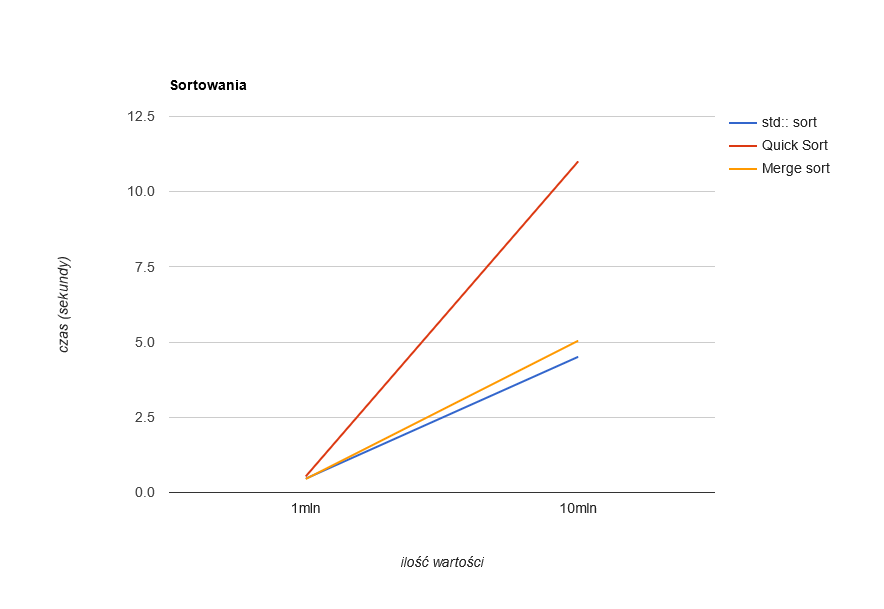 Sortowania
12.5
10.0
7.5
5.0
2.5
0.0
czas (sekundy)
1mln
10mln
ilość wartości
std:: sort
Quick Sort
Merge sort